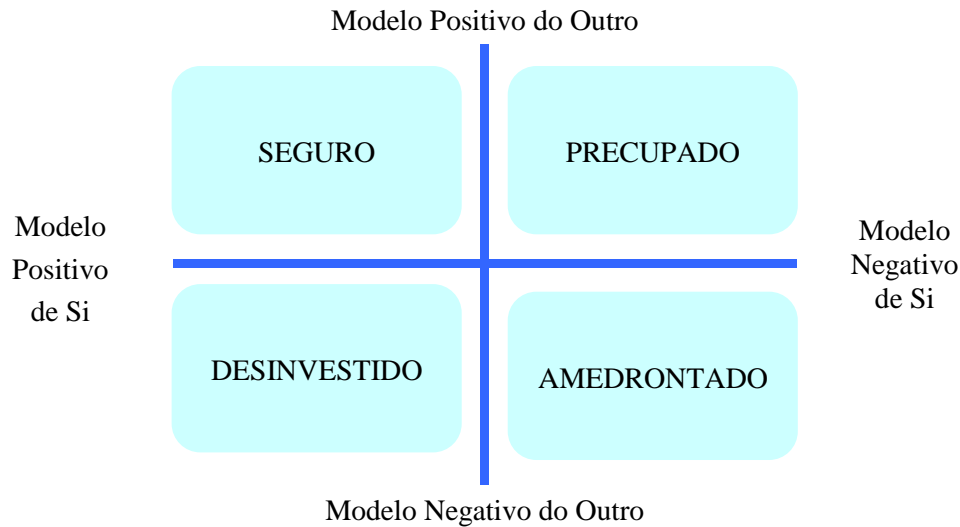 Modelo Positivo do Outro
SEGURO
PRECUPADO
Modelo
Positivo
de Si
Modelo
Negativo
de Si
DESINVESTIDO
AMEDRONTADO
Modelo Negativo do Outro